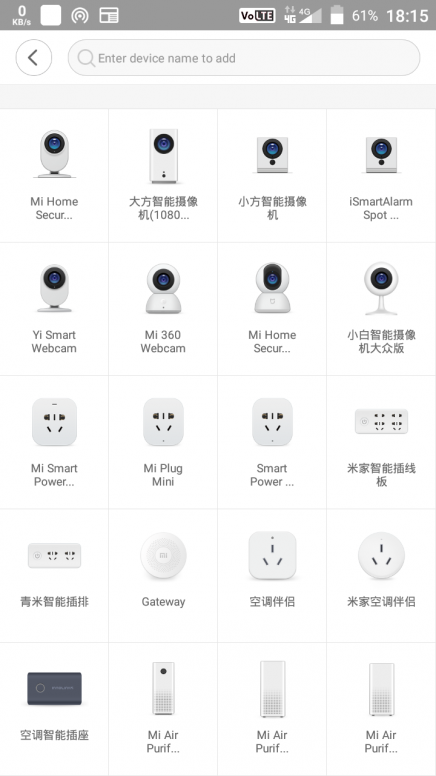 0
KB/s
VoLTE
4G
4G
61%
18:15
Enter device name to add
Mi Home
Secur...
大方智能摄像
机(1080...
小方智能摄像
机
iSmartAlarm
Spot ...
Yi Smart
Webcam
Mi 360
Webcam
Mi Home
Secur...
小白智能摄像
机大众版
Mi Smart
Power...
Mi Plug
Mini
Smart
Power ...
米家智能插线
板
青米智能插排
Gateway
空调伴侣
米家空调伴侣
空调智能插座
Mi Air
Purif...
Mi Air
Purif...
Mi Air
Purif...